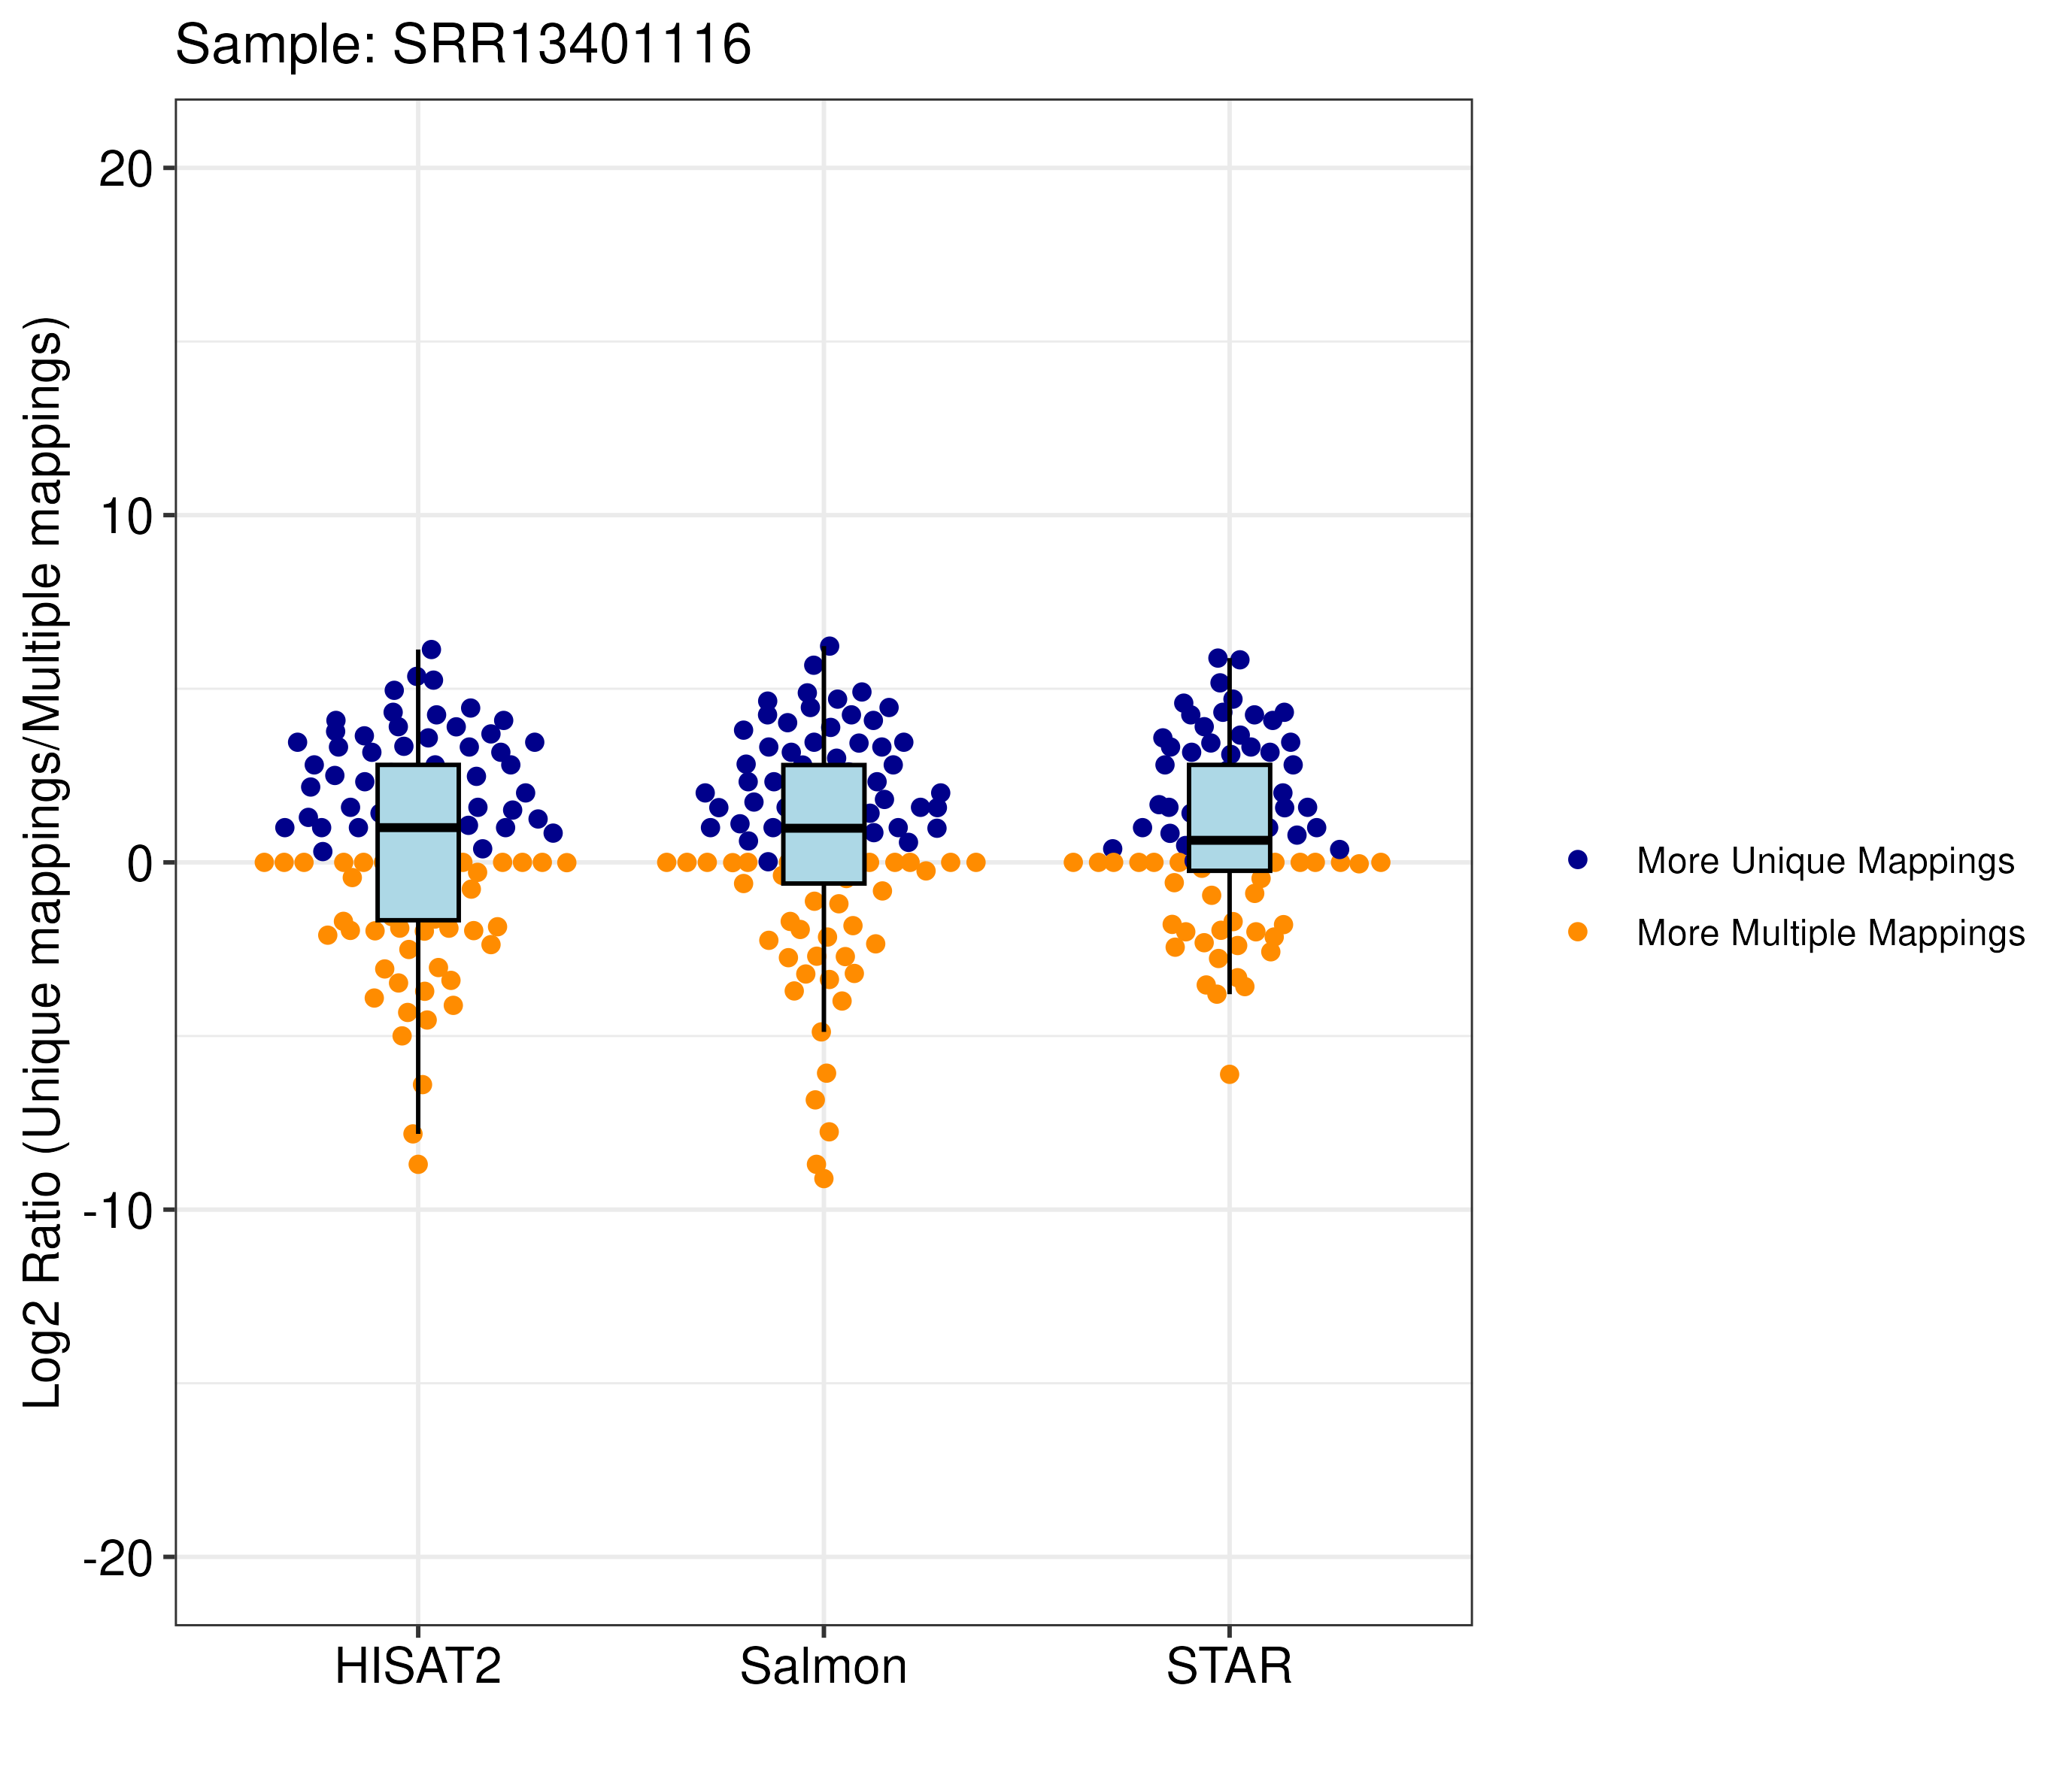 Sample: SRR13401116
Log2 Ratio (Unique mappings/Multiple mappings)
20
10
0
-10
-20
HISAT2
Salmon
STAR
More Unique Mappings
More Multiple Mappings